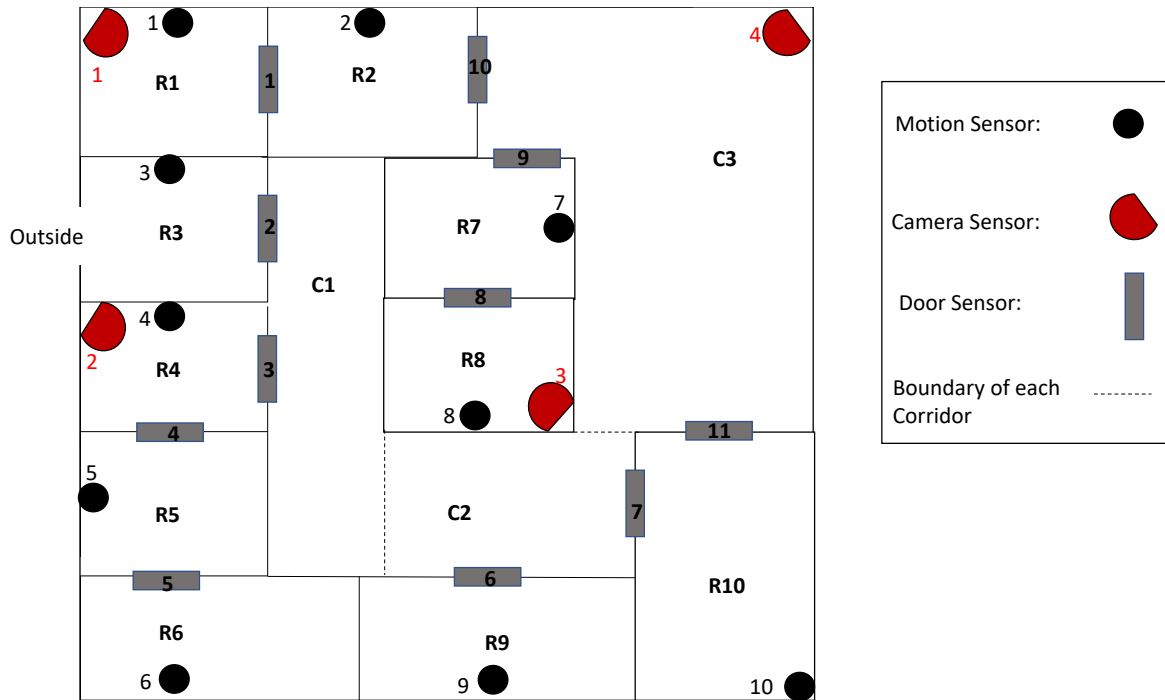 1
2
4
1
R1
1
R2
10
Motion Sensor:
3
9
C3
7
Outside
R3
2
R7
Camera Sensor:
C1
8
4
Door Sensor:
2
R4
3
R8
3
8
Boundary of each
Corridor
4
11
5
R5
C2
7
5
6
R10
R6
R9
6
9
10